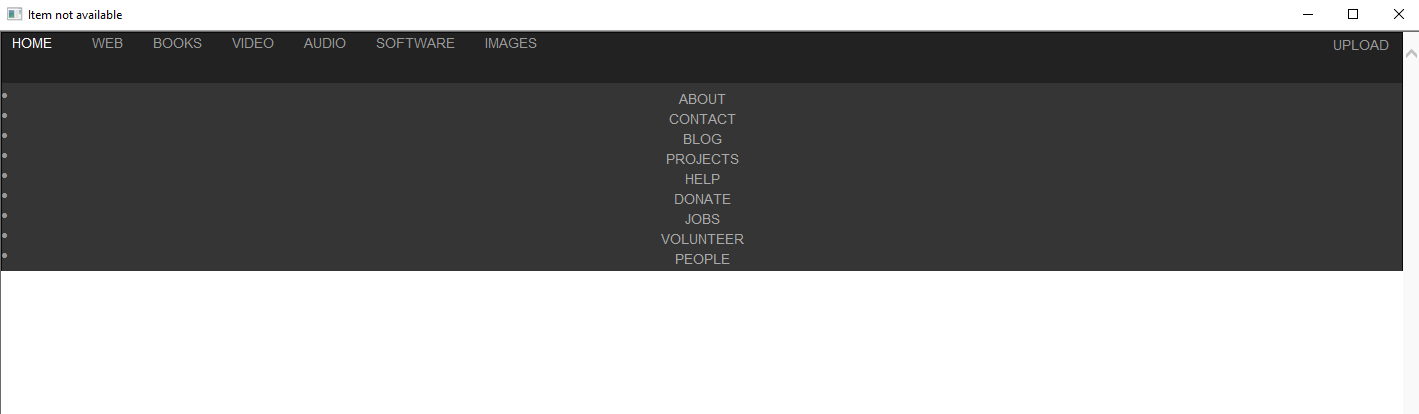 Item not available
HOME WEB BOOKS VIDEO AUDIO SOFTWARE IMAGES UPLOAD
ABOUT
CONTACT
BLOG
PROJECTS
HELP
DONATE
JOBS
VOLUNTEER
PEOPLE